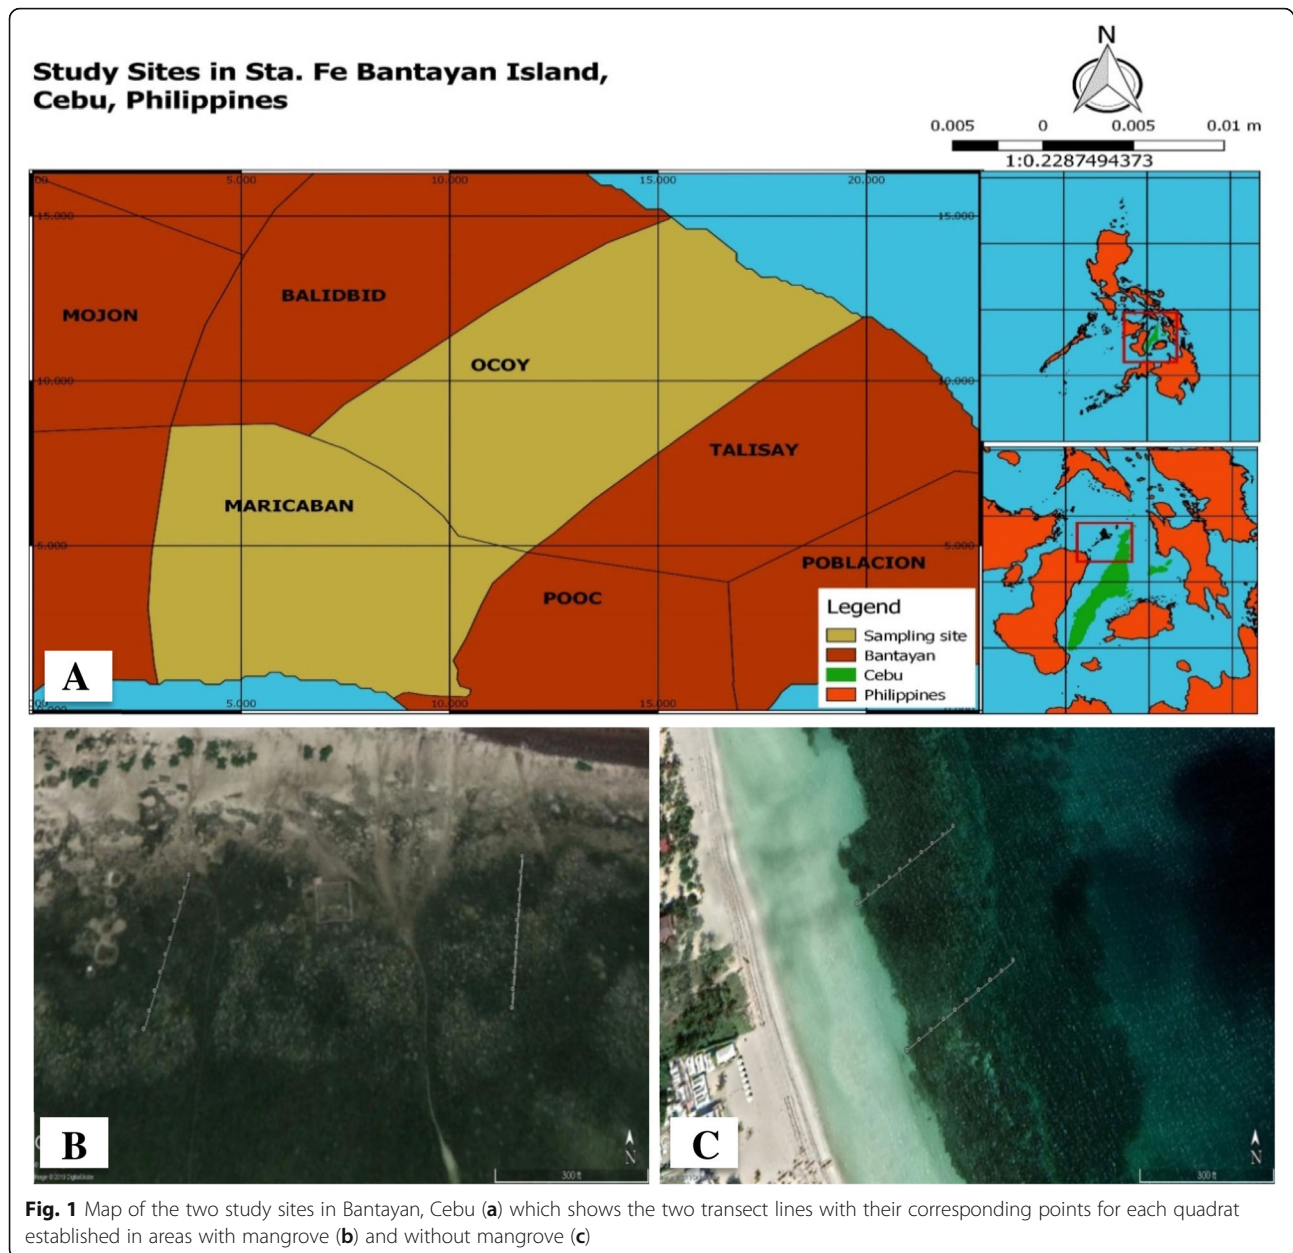 Study Sites in Sta. Fe Bantayan Island,
Cebu, Philippines
N
0.005 0 0.005 0.01 m
1:0.2287494373
5.000 10.000 15.000 20.000
15.000 15.000
MOJON
BALIDBID
OCOY
10.000 10.000
TALISAY
MARICABAN
5.000 5.000
POBLACION
POOC
Legend
Sampling site
Bantayan
Cebu
Philippines
A
5.000 10.000 15.000
B
N
300 ft
C
N
300 ft
Fig. 1 Map of the two study sites in Bantayan, Cebu (a) which shows the two transect lines with their corresponding points for each quadrat
established in areas with mangrove (b) and without mangrove (c)